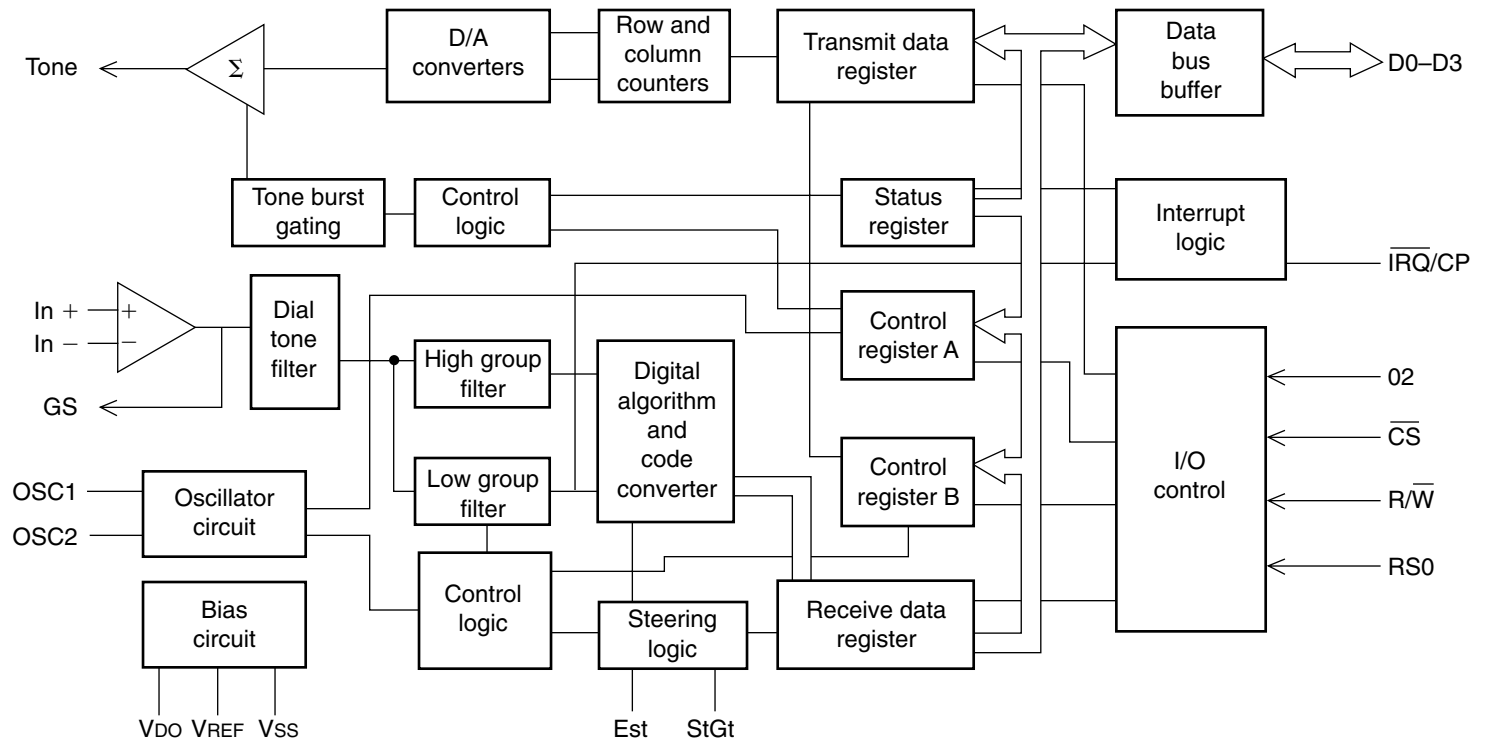 Tone
Σ
D/A
converters
Row and
column
counters
Transmit data
register
Data
bus
buffer
D0–D3
Tone burst
gating
Control
logic
Status
register
Interrupt
logic
IRQ/CP
In +
In −
+
−
GS
Dial
tone
filter
High group
filter
Low group
filter
Digital
algorithm
and
code
converter
Control
register A
Control
register B
I/O
control
02
CS
R/W
RS0
OSC1
OSC2
Oscillator
circuit
Bias
circuit
VDO VREF VSS
Control
logic
Steering
logic
Receive data
register
Est
StGt